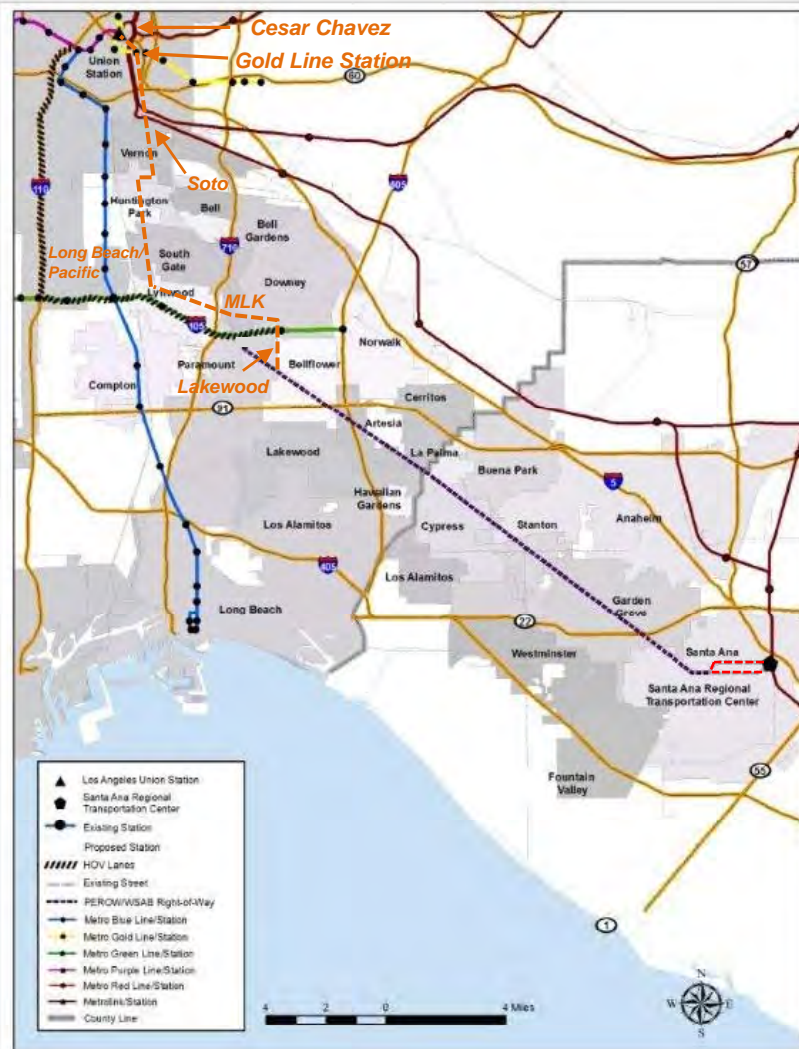 Cesar Chavez
Gold Line Station
Union
Station
60
Vernon
Soto
110
Huntington
Park
Bell
605
Bell
Gardens
710
57
Long Beach/
Pacific
South
Gate
Downey
Lynwood
MLK
105
Norwalk
Paramount
Bellflower
Compton
Lakewood
Cerritos
91
Artesia
Lakewood
La Palma
Buena Park
5
Hawaiian
Gardens
Los Alamitos
Cypress
Stanton
Anaheim
405
Los Alamitos
Long Beach
Garden
Grove
22
Westminster
Santa Ana
Santa Ana Regional
Transportation Center
55
Fountain
Valley
1
Los Angeles Union Station
Santa Ana Regional
Transportation Center
Existing Station
Proposed Station
HOV Lanes
Existing Street
PEROW/WSAB Right-of-Way
Metro Blue Line/Station
Metro Gold Line/Station
Metro Green Line/Station
Metro Purple Line/Station
Metro Red Line/Station
Metrolink/Station
County Line
4 2 0 4 Miles
N
W E
S